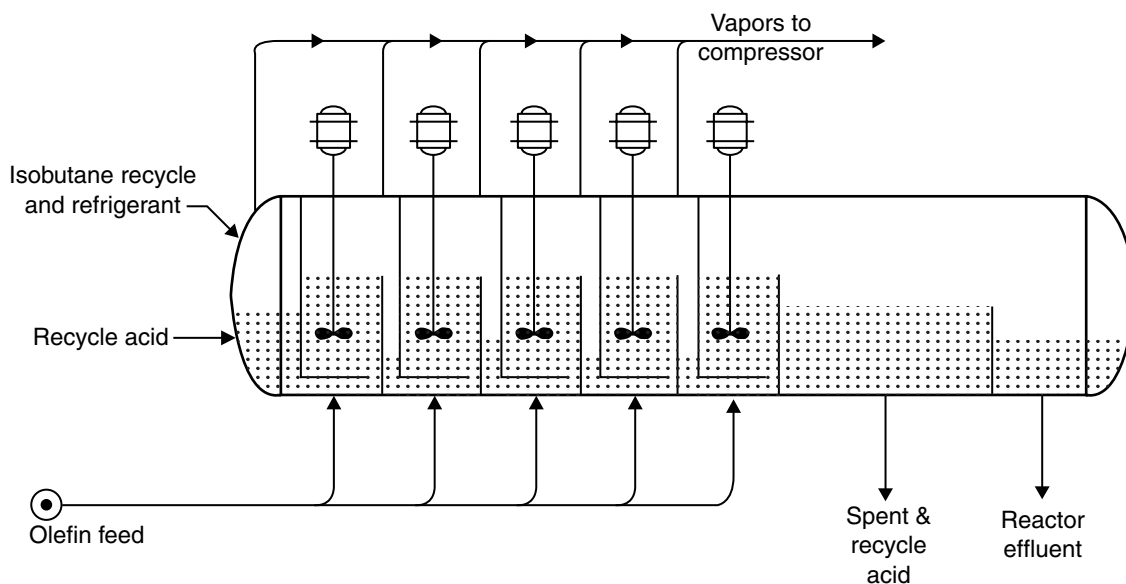 Vapors to
compressor
Isobutane recycle
and refrigerant
Recycle acid
Olefin feed
Spent &
recycle
acid
Reactor
effluent